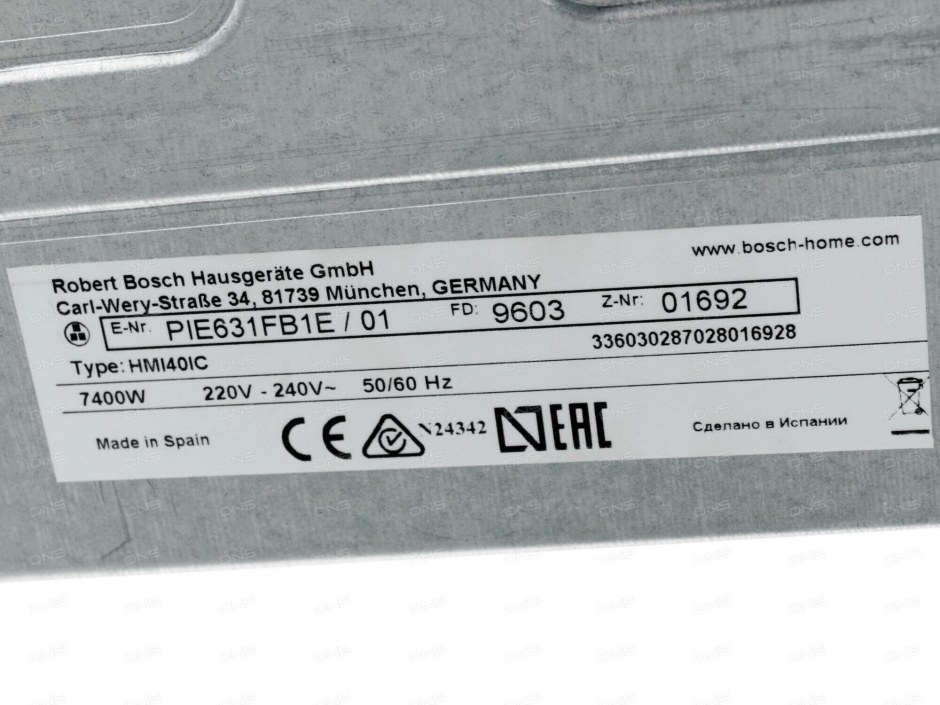 www.bosch-home.com
Robert Bosch Hausgeräte GmbH
Carl-Wery-Straße 34, 81739 München, GERMANY
E-Nr. PIE631FB1E / 01 FD: 9603 Z-Nr: 01692
336030287028016928
Type: HMI40IC
7400W 220V - 240V~ 50/60 Hz
Made in Spain CE N24342 EAC Сделано в Испании
DNS